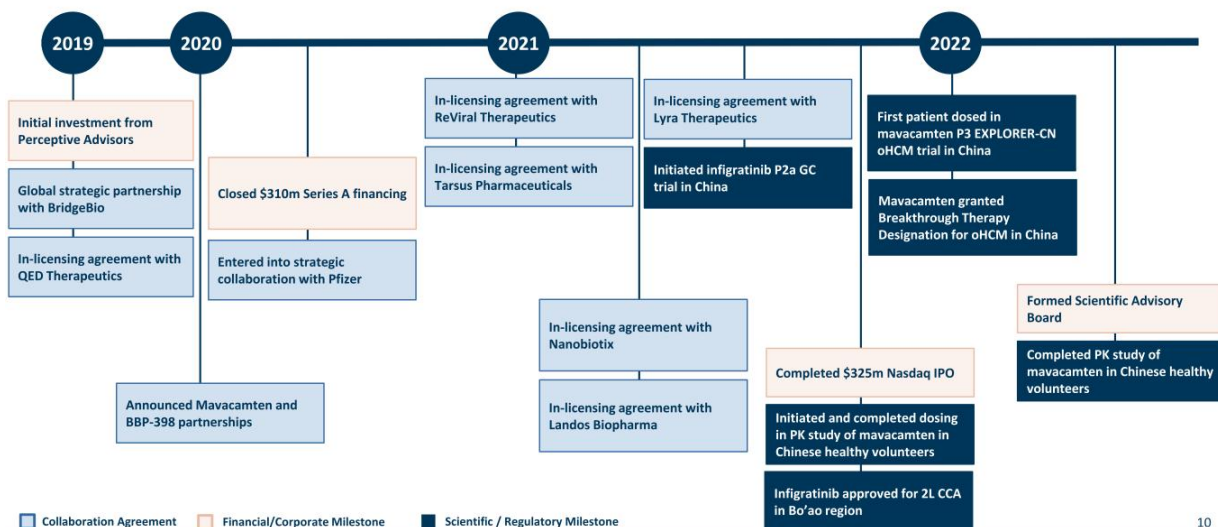 2019
2020
2021
2022
Initial investment from
Perceptive Advisors
Global strategic partnership
with BridgeBio
In-licensing agreement with
QED Therapeutics
Announced Mavacamten and
BBP-398 partnerships
Closed $310m Series A financing
Entered into strategic
collaboration with Pfizer
In-licensing agreement with
ReViral Therapeutics
In-licensing agreement with
Tarsus Pharmaceuticals
In-licensing agreement with
Nanobiotix
In-licensing agreement with
Landos Biopharma
In-licensing agreement with
Lyra Therapeutics
Initiated infigratinib P2a GC
trial in China
Completed $325m Nasdaq IPO
Initiated and completed dosing
in PK study of mavacamten in
Chinese healthy volunteers
Infigratinib approved for 2L CCA
in Bo'ao region
First patient dosed in
mavacamten P3 EXPLORER-CN
oHCM trial in China
Mavacamten granted
Breakthrough Therapy
Designation for oHCM in China
Formed Scientific Advisory
Board
Completed PK study of
mavacamten in Chinese healthy
volunteers
Collaboration Agreement
Financial/Corporate Milestone
Scientific / Regulatory Milestone
10